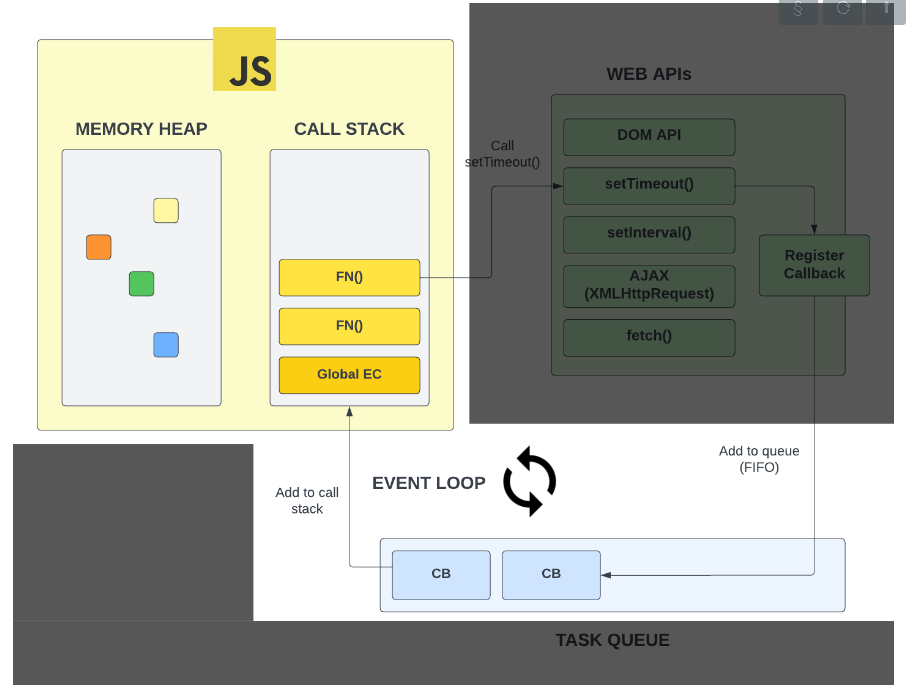 JS
MEMORY HEAP
CALL STACK
FN()
FN()
Global EC
Call
setTimeout()
WEB APIs
DOM API
setTimeout()
setInterval()
AJAX
(XMLHttpRequest)
fetch()
Register
Callback
Add to queue
(FIFO)
EVENT LOOP
Add to call
stack
CB
CB
TASK QUEUE